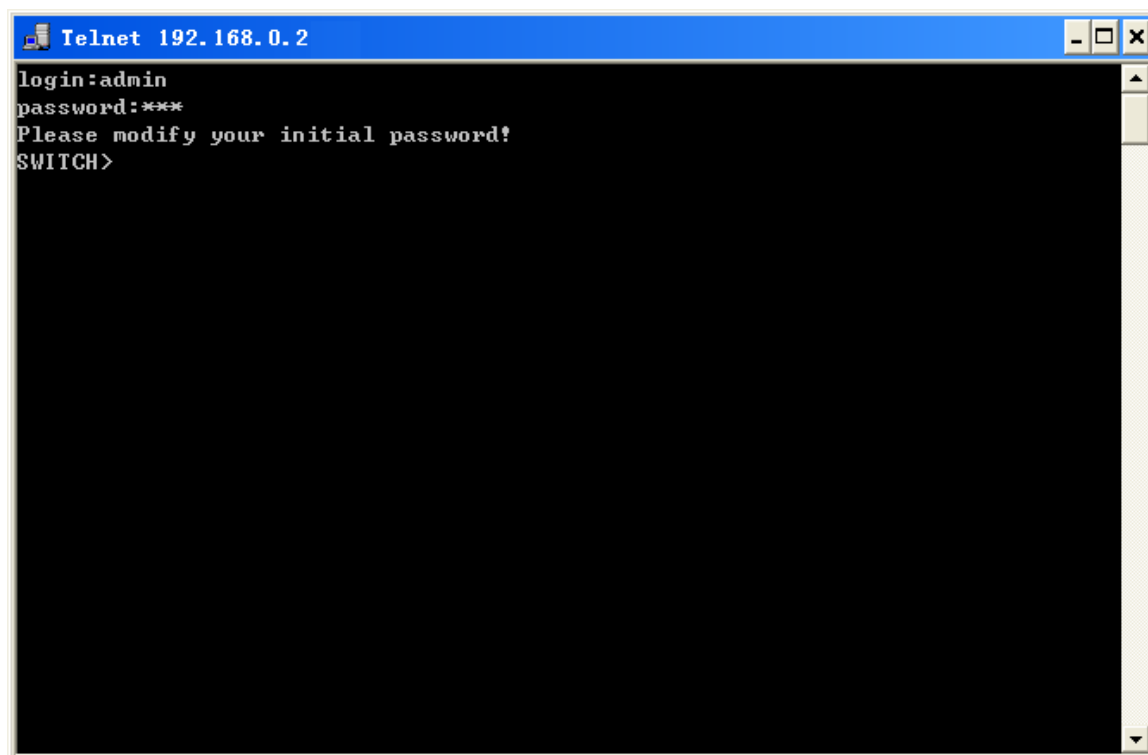 Telnet 192.168.0.2
login:admin
password:***
Please modify your initial password!
SWITCH>